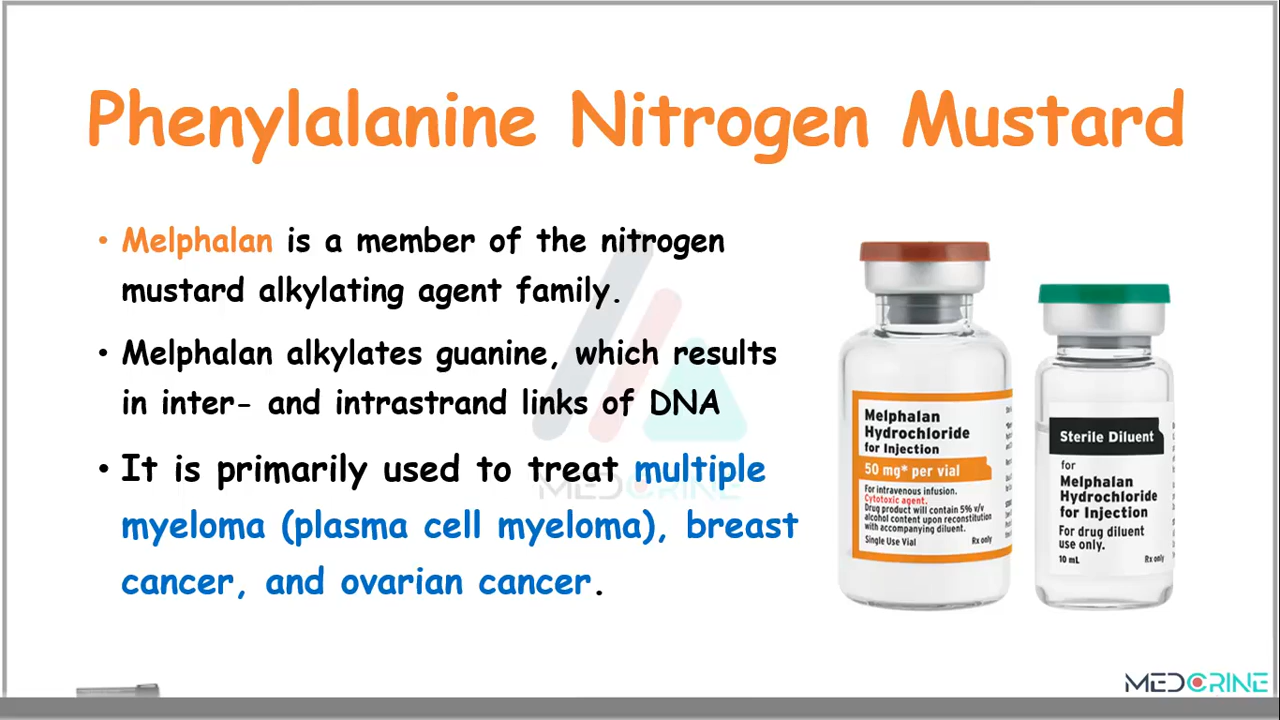 Phenylalanine Nitrogen Mustard
• Melphalan is a member of the nitrogen
mustard alkylating agent family.
• Melphalan alkylates guanine, which results
in inter- and intrastrand links of DNA
• It is primarily used to treat multiple
myeloma (plasma cell myeloma), breast
cancer, and ovarian cancer.
Melphalan
Hydrochloride
for Injection
50 mg* per vial
For intravenous infusion.
Cytotoxic agent.
Drug product will contain 5% v/v
alcohol content upon reconstitution
with accompanying diluent.
Single Use Vial Rx only
Sterile Diluent
for
Melphalan
Hydrochloride
for Injection
For drug diluent
use only.
10 mL Rx only
MEDCRINE
MEDCRINE